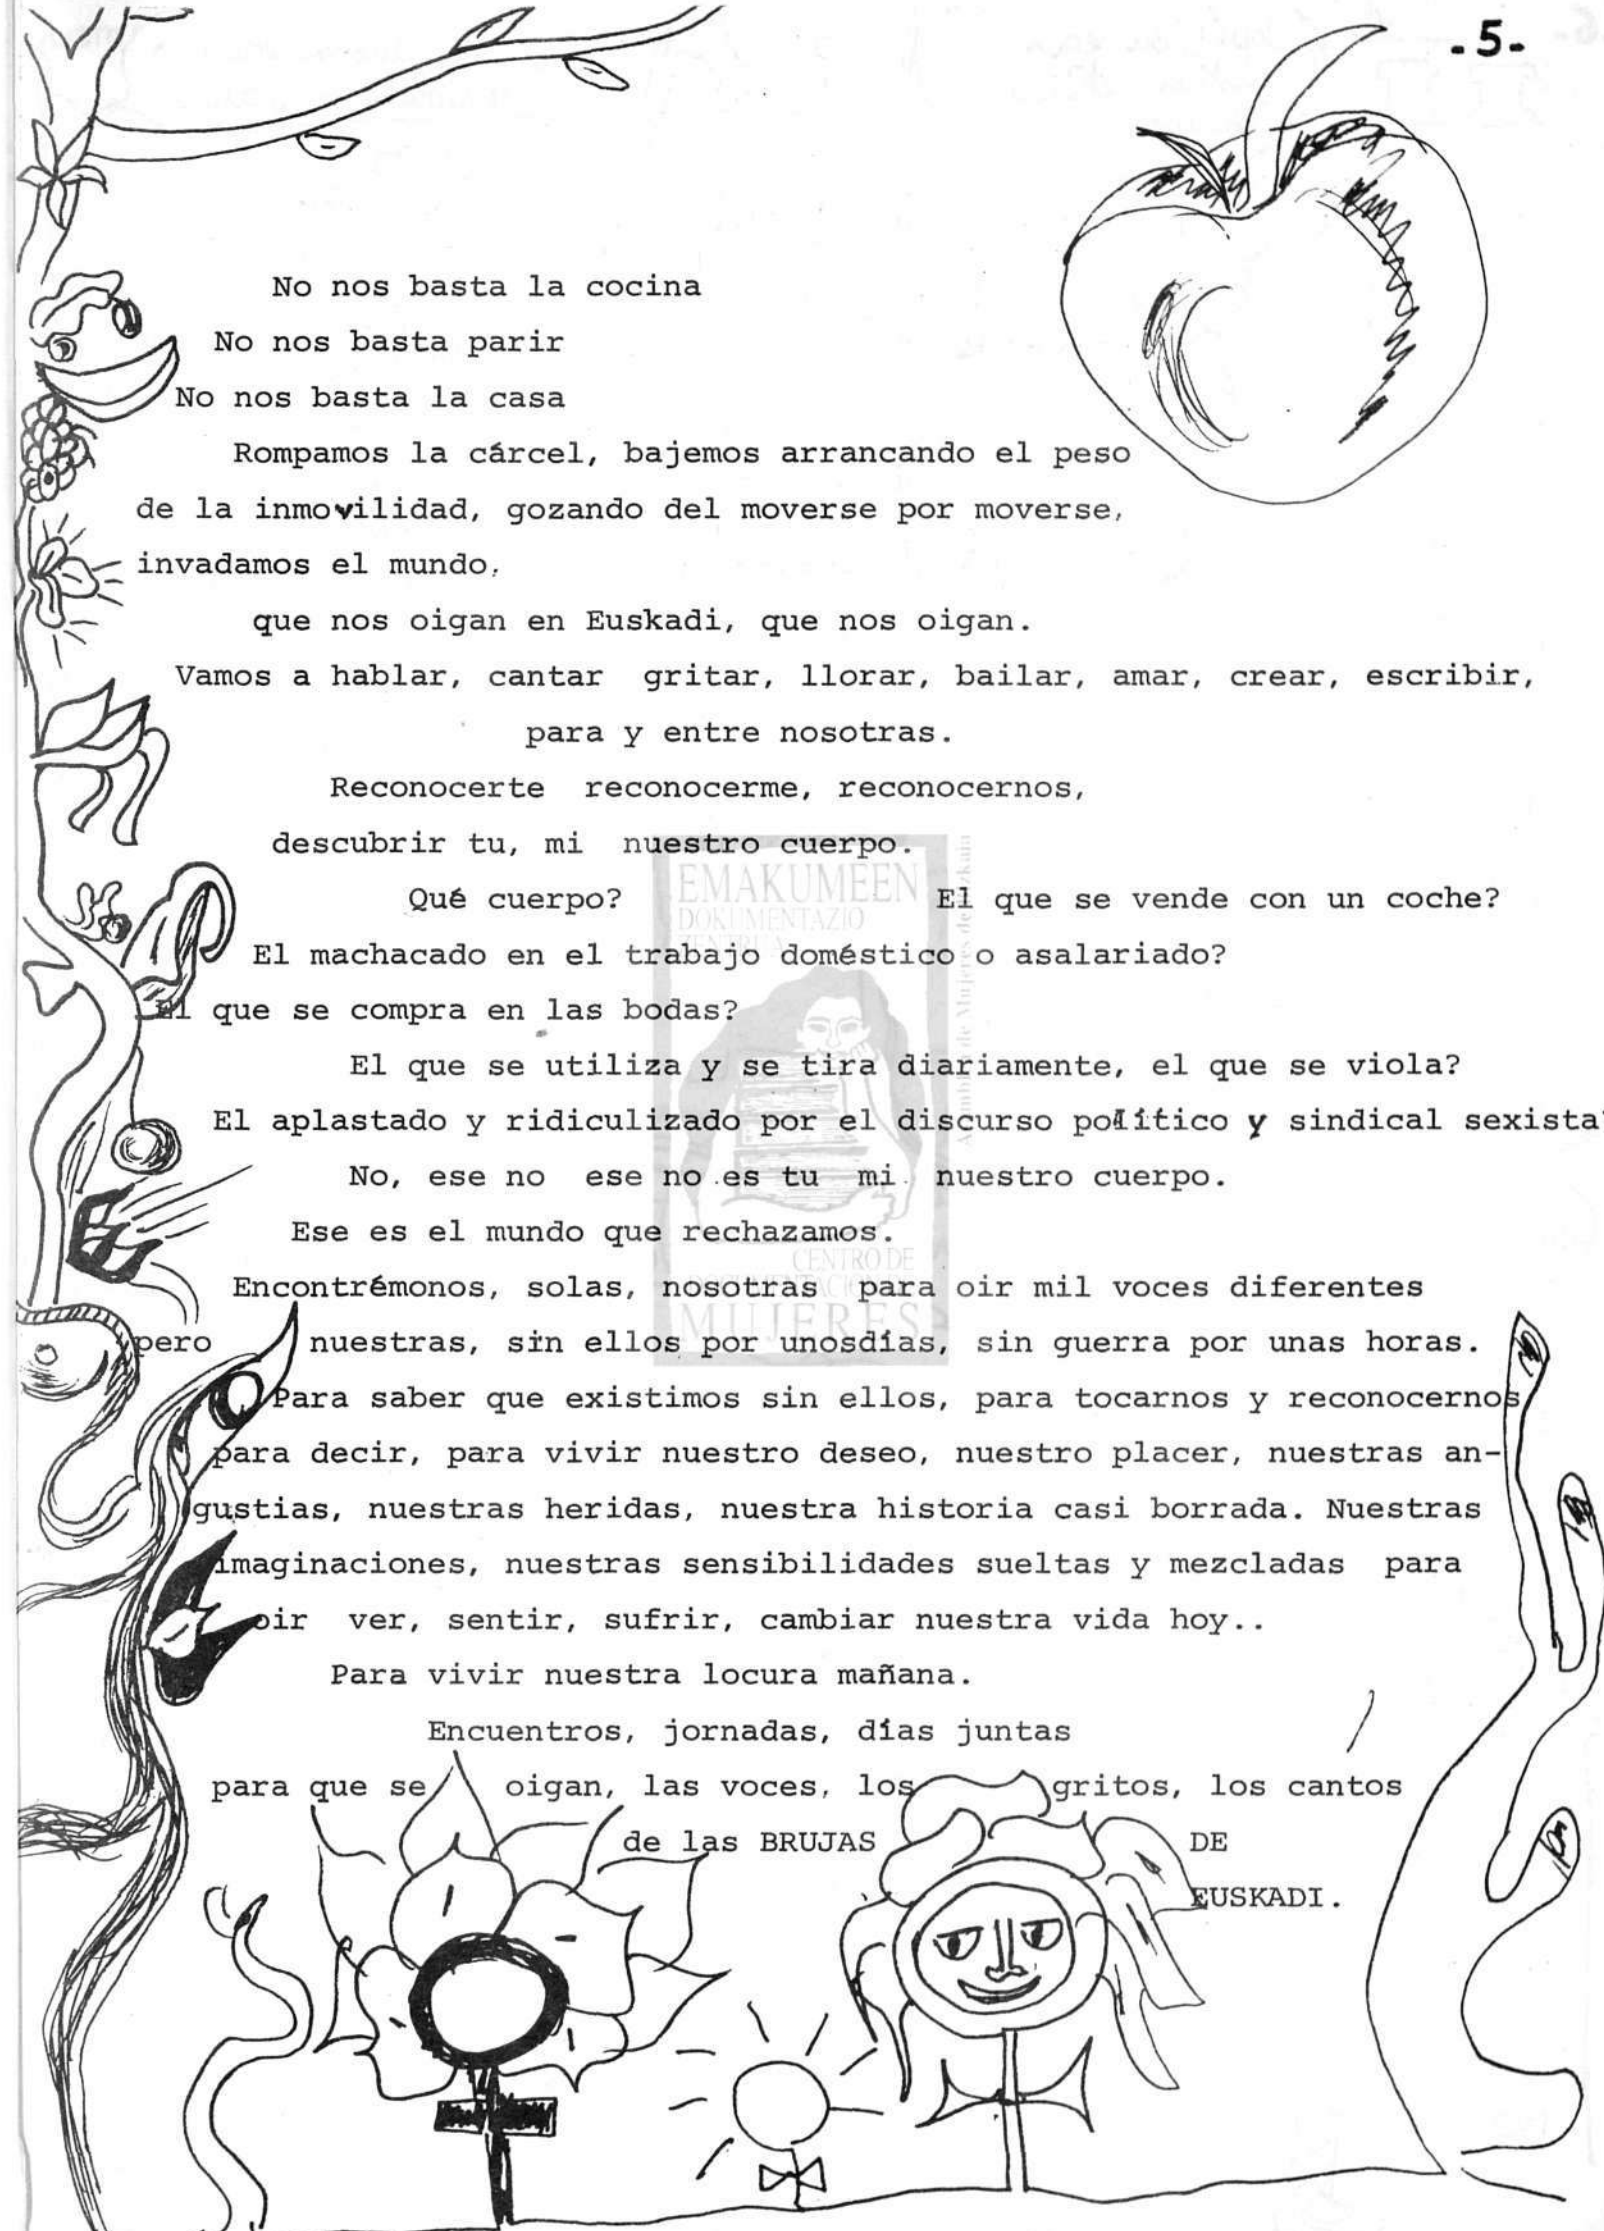 -5-
No nos basta la cocina
No nos basta parir
No nos basta la casa
Rompamos la cárcel, bajemos arrancando el peso
de la inmovilidad, gozando del moverse por moverse,
invadamos el mundo,
que nos oigan en Euskadi, que nos oigan.
Vamos a hablar, cantar gritar, llorar, bailar, amar, crear, escribir,
para y entre nosotras.
Reconocerte reconocerme, reconocernos,
descubrir tu, mi nuestro cuerpo.
Qué cuerpo? El que se vende con un coche?
El machacado en el trabajo doméstico o asalariado?
El que se compra en las bodas?
El que se utiliza y se tira diariamente, el que se viola?
El aplastado y ridiculizado por el discurso político y sindical sexista?
No, ese no ese no es tu mi nuestro cuerpo.
Ese es el mundo que rechazamos.
Encontrémonos, solas, nosotras para oir mil voces diferentes
pero nuestras, sin ellos por unosdías, sin guerra por unas horas.
Para saber que existimos sin ellos, para tocarnos y reconocernos
para decir, para vivir nuestro deseo, nuestro placer, nuestras an-
gustias, nuestras heridas, nuestra historia casi borrada. Nuestras
imaginaciones, nuestras sensibilidades sueltas y mezcladas para
oir ver, sentir, sufrir, cambiar nuestra vida hoy..
Para vivir nuestra locura mañana.
Encuentros, jornadas, días juntas
para que se oigan, las voces, los gritos, los cantos
de las BRUJAS DE
EUSKADI.
EMAKUMEEN
DOKUMENTAZIO
ZENTRUA
CENTRO DE
DOCUMENTACION DE
MUJERES